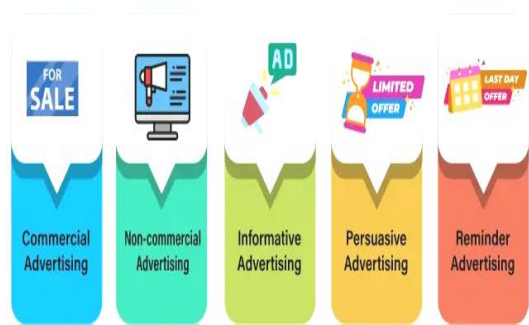 FOR
SALE
AD
LIMITED
OFFER
LAST DAY
OFFER
Commercial
Advertising
Non-commercial
Advertising
Informative
Advertising
Persuasive
Advertising
Reminder
Advertising